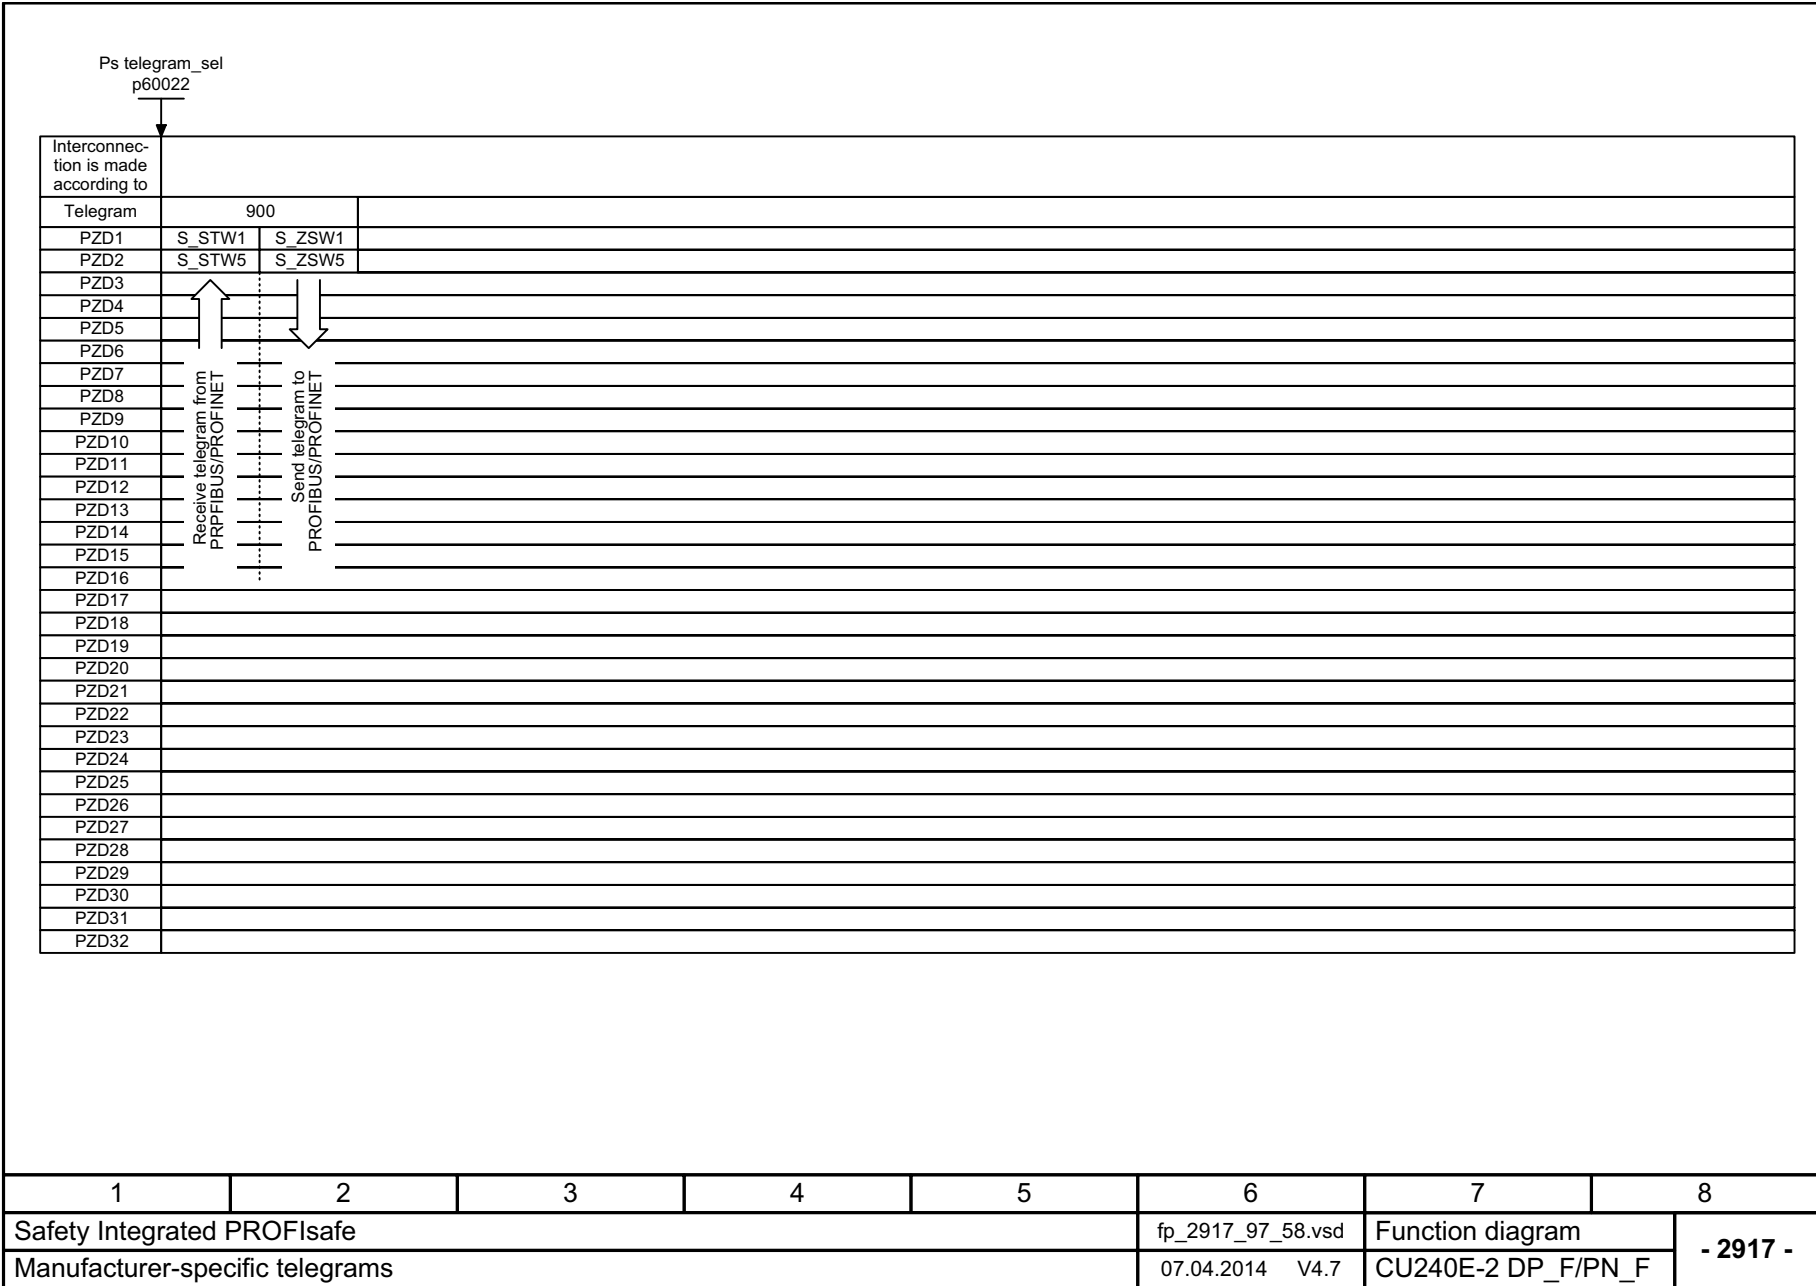 Ps telegram_sel
p60022
Interconnec-
tion is made
according to
Telegram 900
PZD1 S_STW1 S_ZSW1
PZD2 S_STW5 S_ZSW5
PZD3
PZD4
PZD5
PZD6
PZD7
PZD8
PZD9
PZD10
PZD11
PZD12
PZD13
PZD14
PZD15
PZD16
PZD17
PZD18
PZD19
PZD20
PZD21
PZD22
PZD23
PZD24
PZD25
PZD26
PZD27
PZD28
PZD29
PZD30
PZD31
PZD32
Receive telegram from
PRPFIBUS/PROFINET
Send telegram to
PROFIBUS/PROFINET
1 2 3 4 5 6 7 8
Safety Integrated PROFIsafe fp_2917_97_58.vsd Function diagram
- 2917 -
Manufacturer-specific telegrams 07.04.2014 V4.7 CU240E-2 DP_F/PN_F